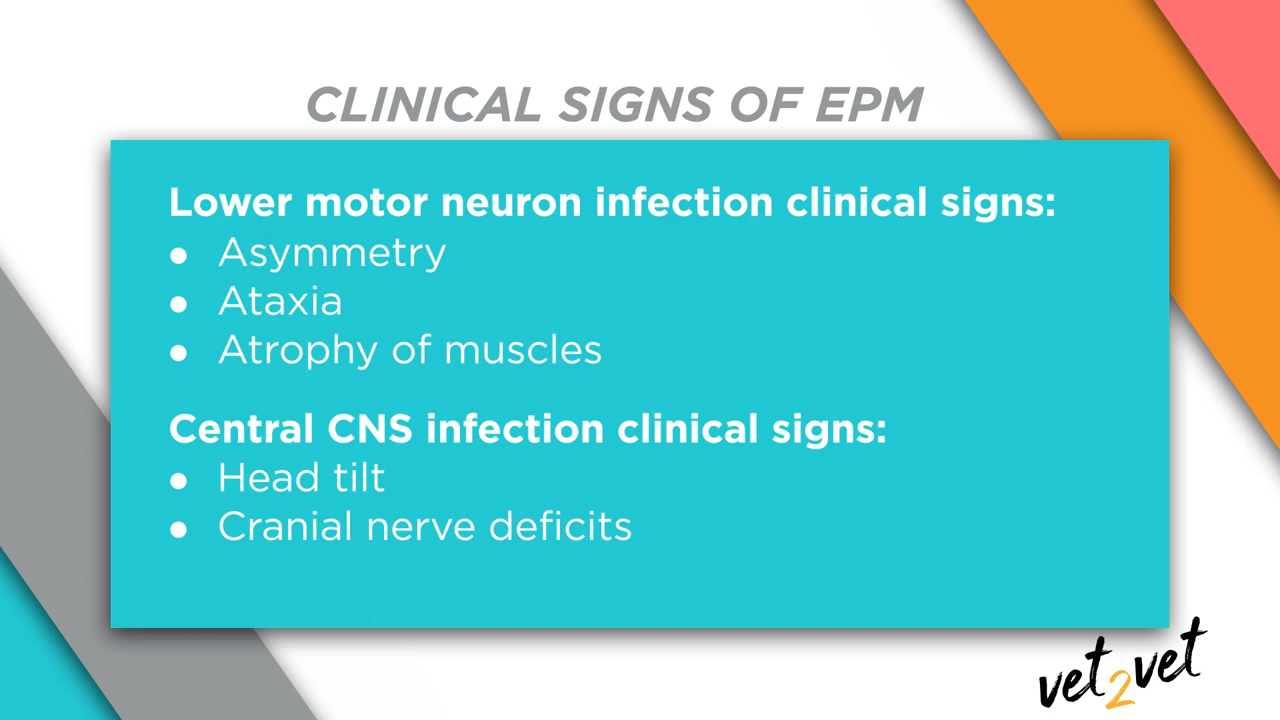 CLINICAL SIGNS OF EPM
Lower motor neuron infection clinical signs:
● Asymmetry
● Ataxia
● Atrophy of muscles
Central CNS infection clinical signs:
● Head tilt
● Cranial nerve deficits
vet2vet